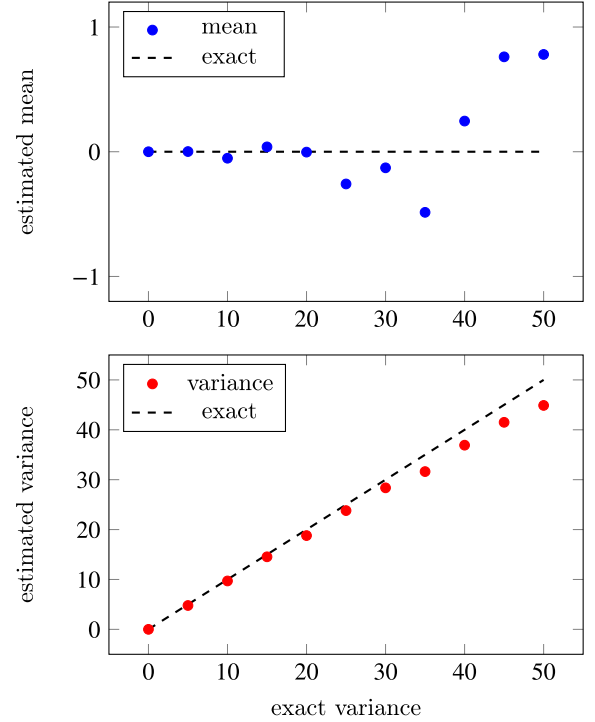 1
0
−1
estimated mean
mean
exact
0 10 20 30 40 50
50
40
30
20
10
0
estimated variance
variance
exact
0 10 20 30 40 50
exact variance